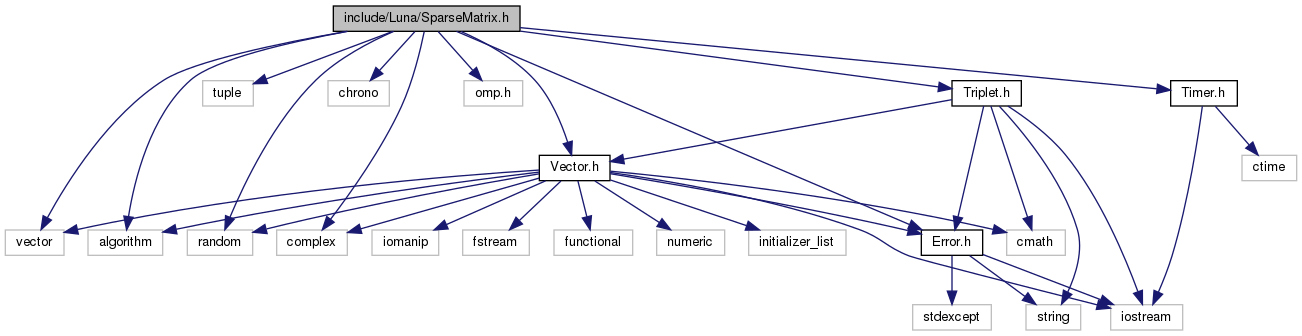 include/Luna/SparseMatrix.h
tuple
chrono
omp.h
Triplet.h
Timer.h
Vector.h
ctime
vector
algorithm
random
complex
iomanip
fstream
functional
numeric
initializer_list
Error.h
cmath
stdexcept
string
iostream